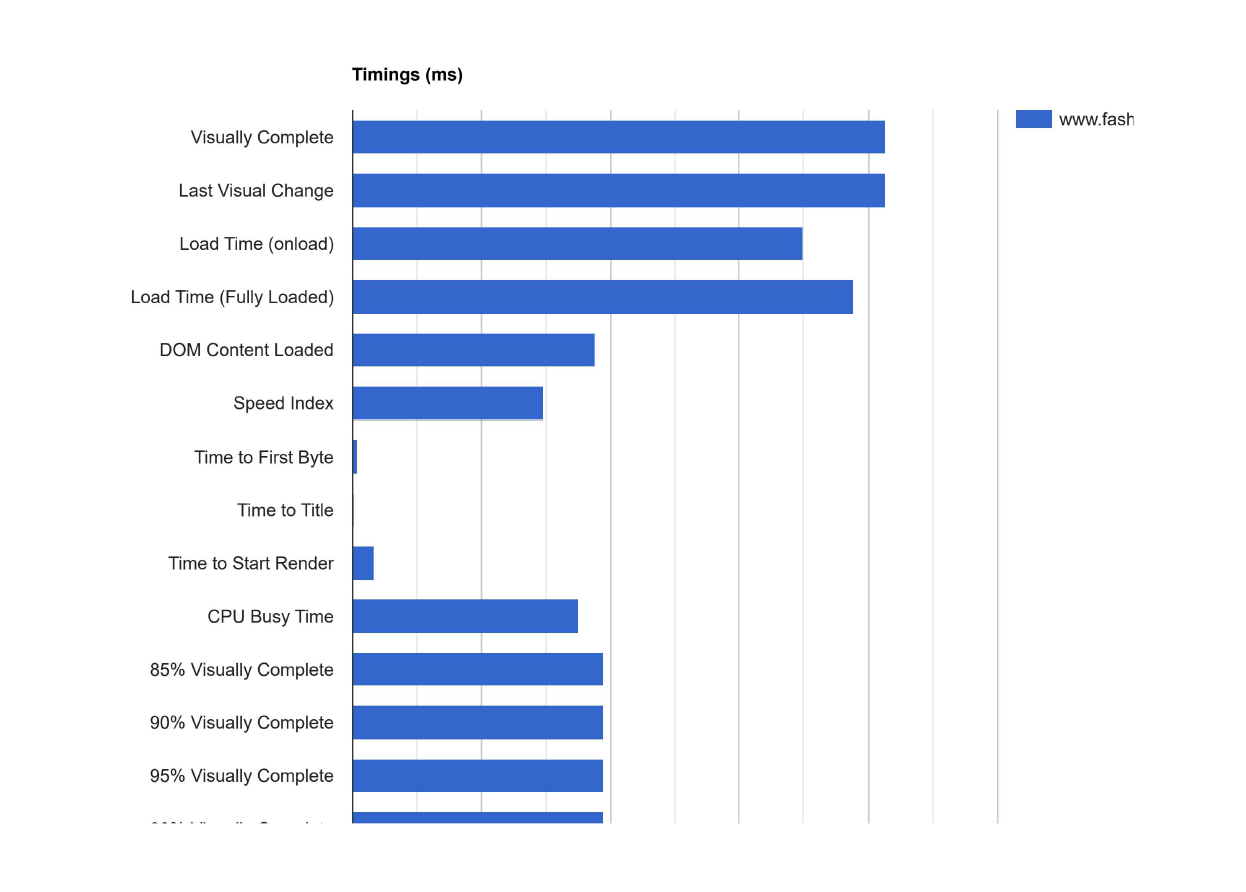 Timings (ms)
www.fash
Visually Complete
Last Visual Change
Load Time (onload)
Load Time (Fully Loaded)
DOM Content Loaded
Speed Index
Time to First Byte
Time to Title
Time to Start Render
CPU Busy Time
85% Visually Complete
90% Visually Complete
95% Visually Complete